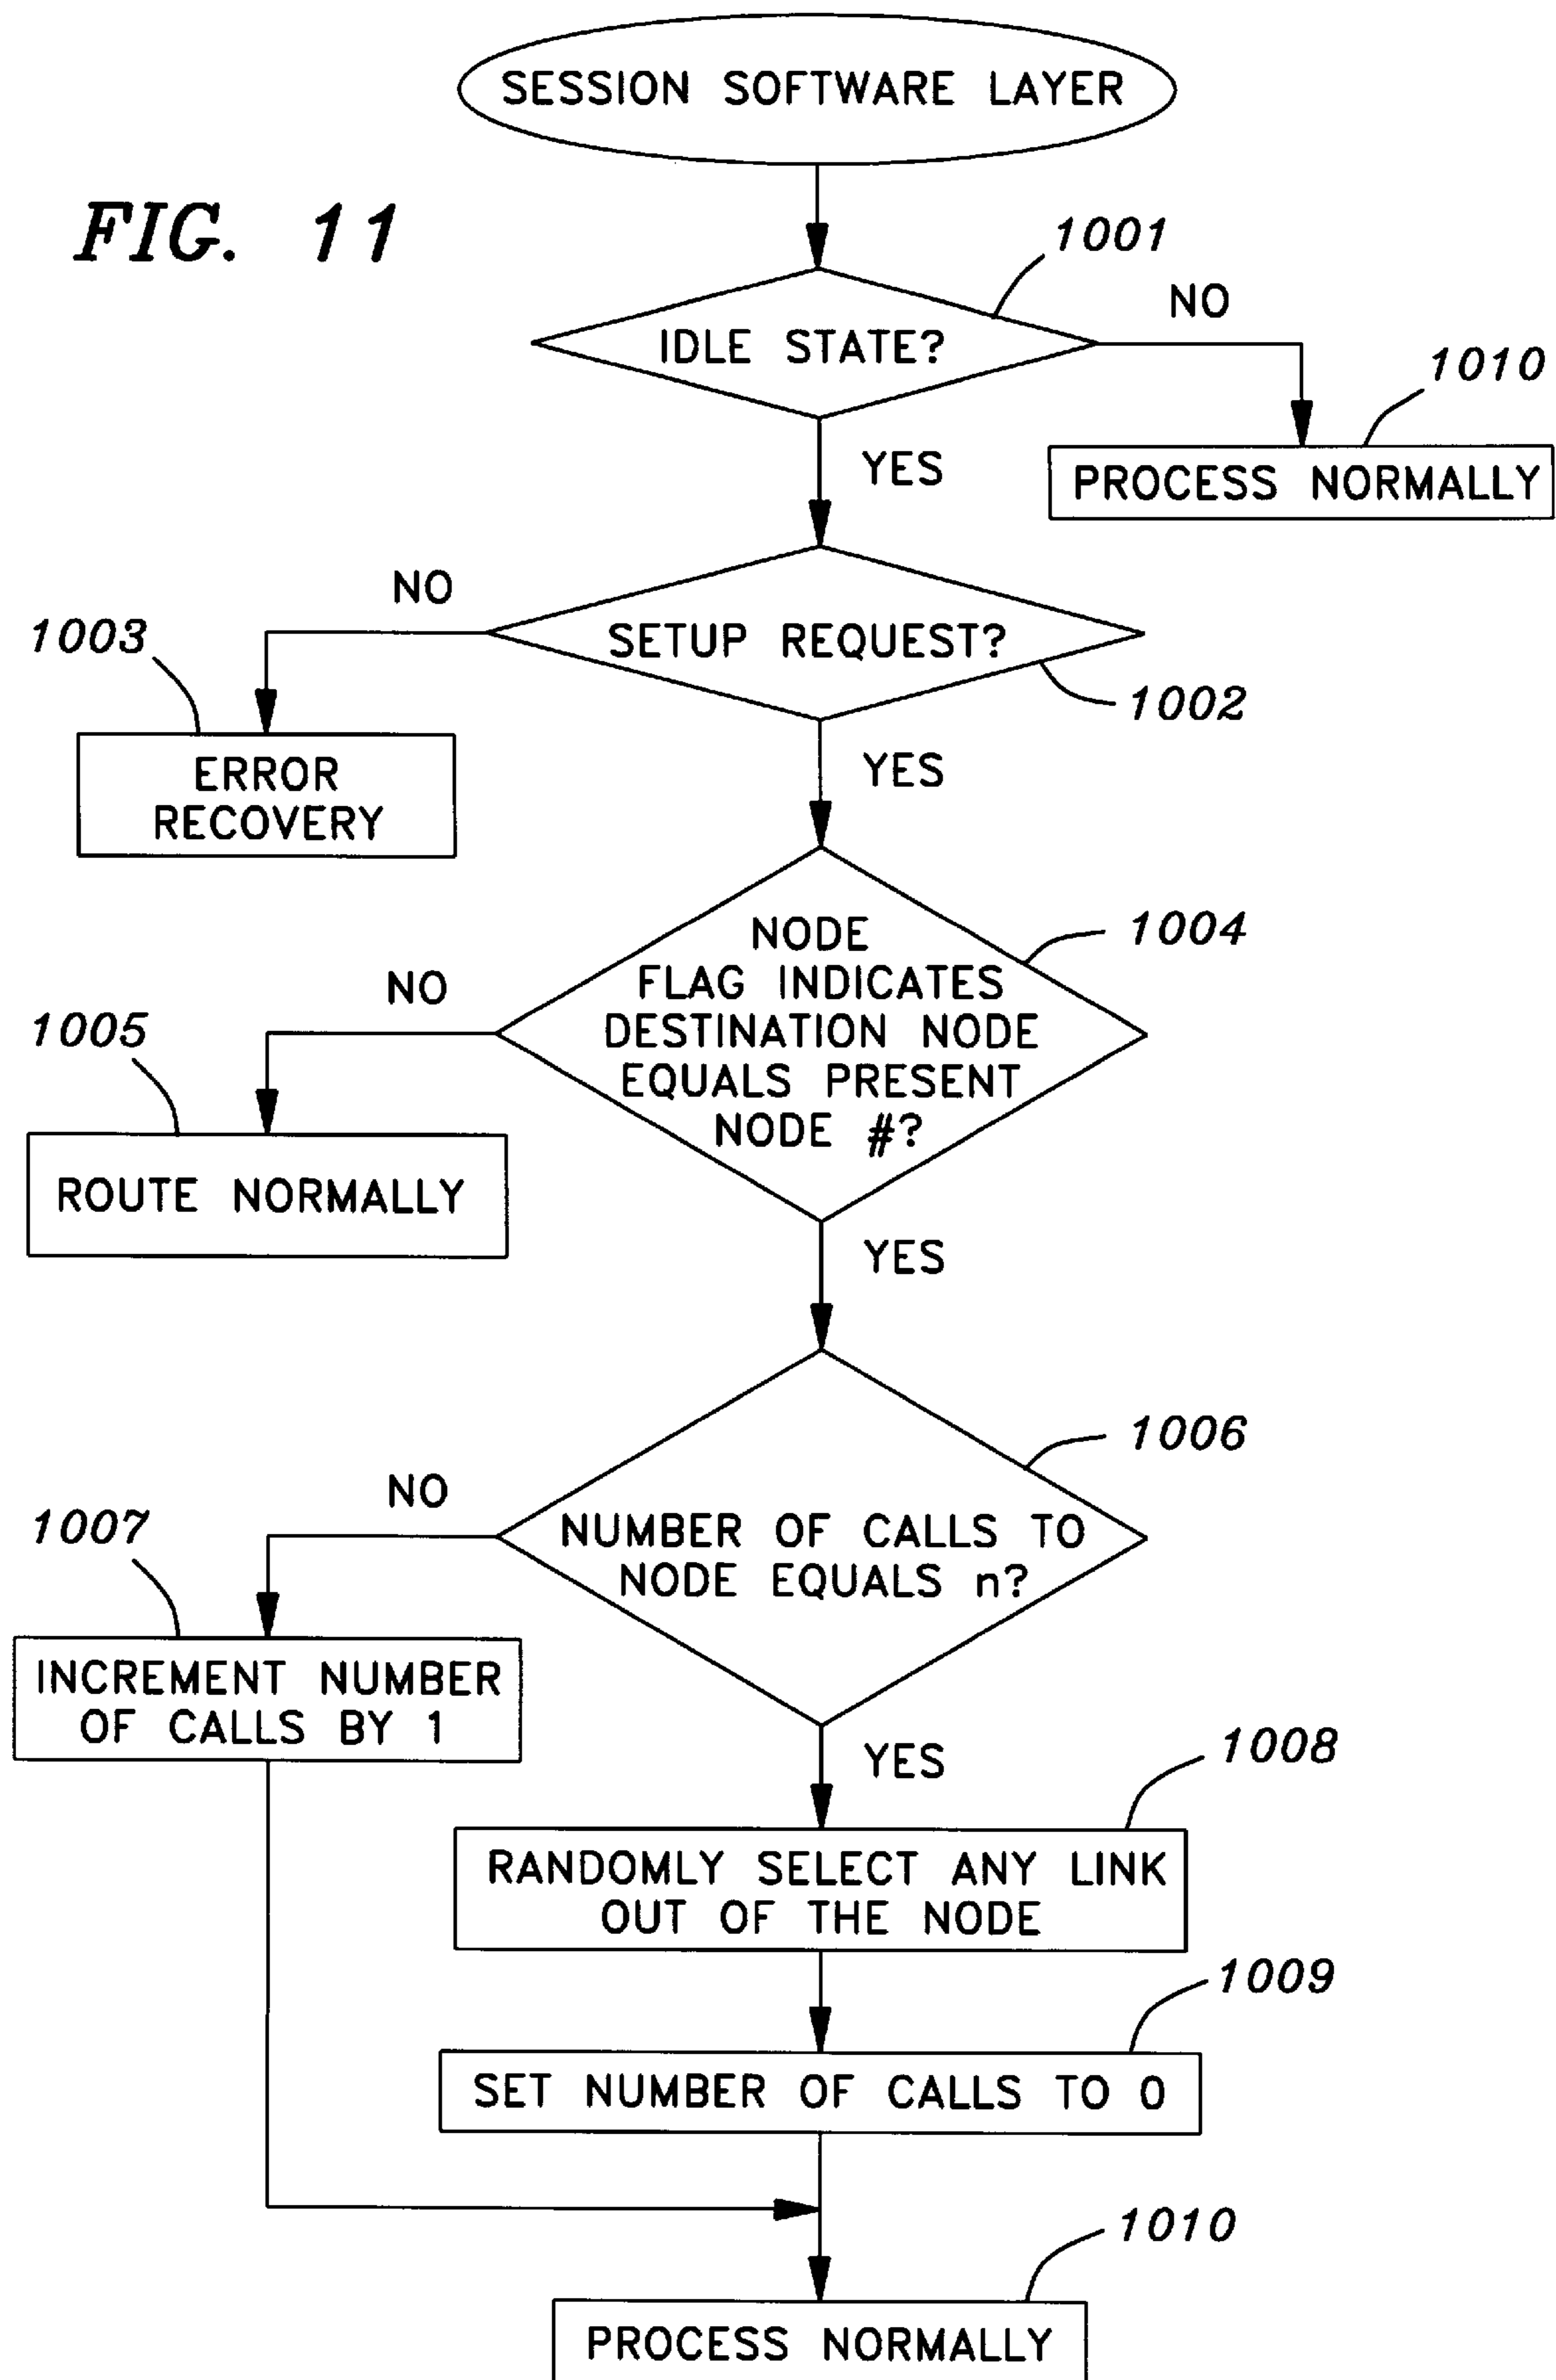 SESSION SOFTWARE LAYER
FIG. 11
1001
NO
IDLE STATE?
1010
YES
PROCESS NORMALLY
NO
1003
SETUP REQUEST?
1002
ERROR
RECOVERY
YES
1004
NODE
FLAG INDICATES
DESTINATION NODE
EQUALS PRESENT
NODE #?
NO
1005
ROUTE NORMALLY
YES
1006
NO
NUMBER OF CALLS TO
NODE EQUALS n?
1007
INCREMENT NUMBER
OF CALLS BY 1
YES
1008
RANDOMLY SELECT ANY LINK
OUT OF THE NODE
1009
SET NUMBER OF CALLS TO 0
1010
PROCESS NORMALLY